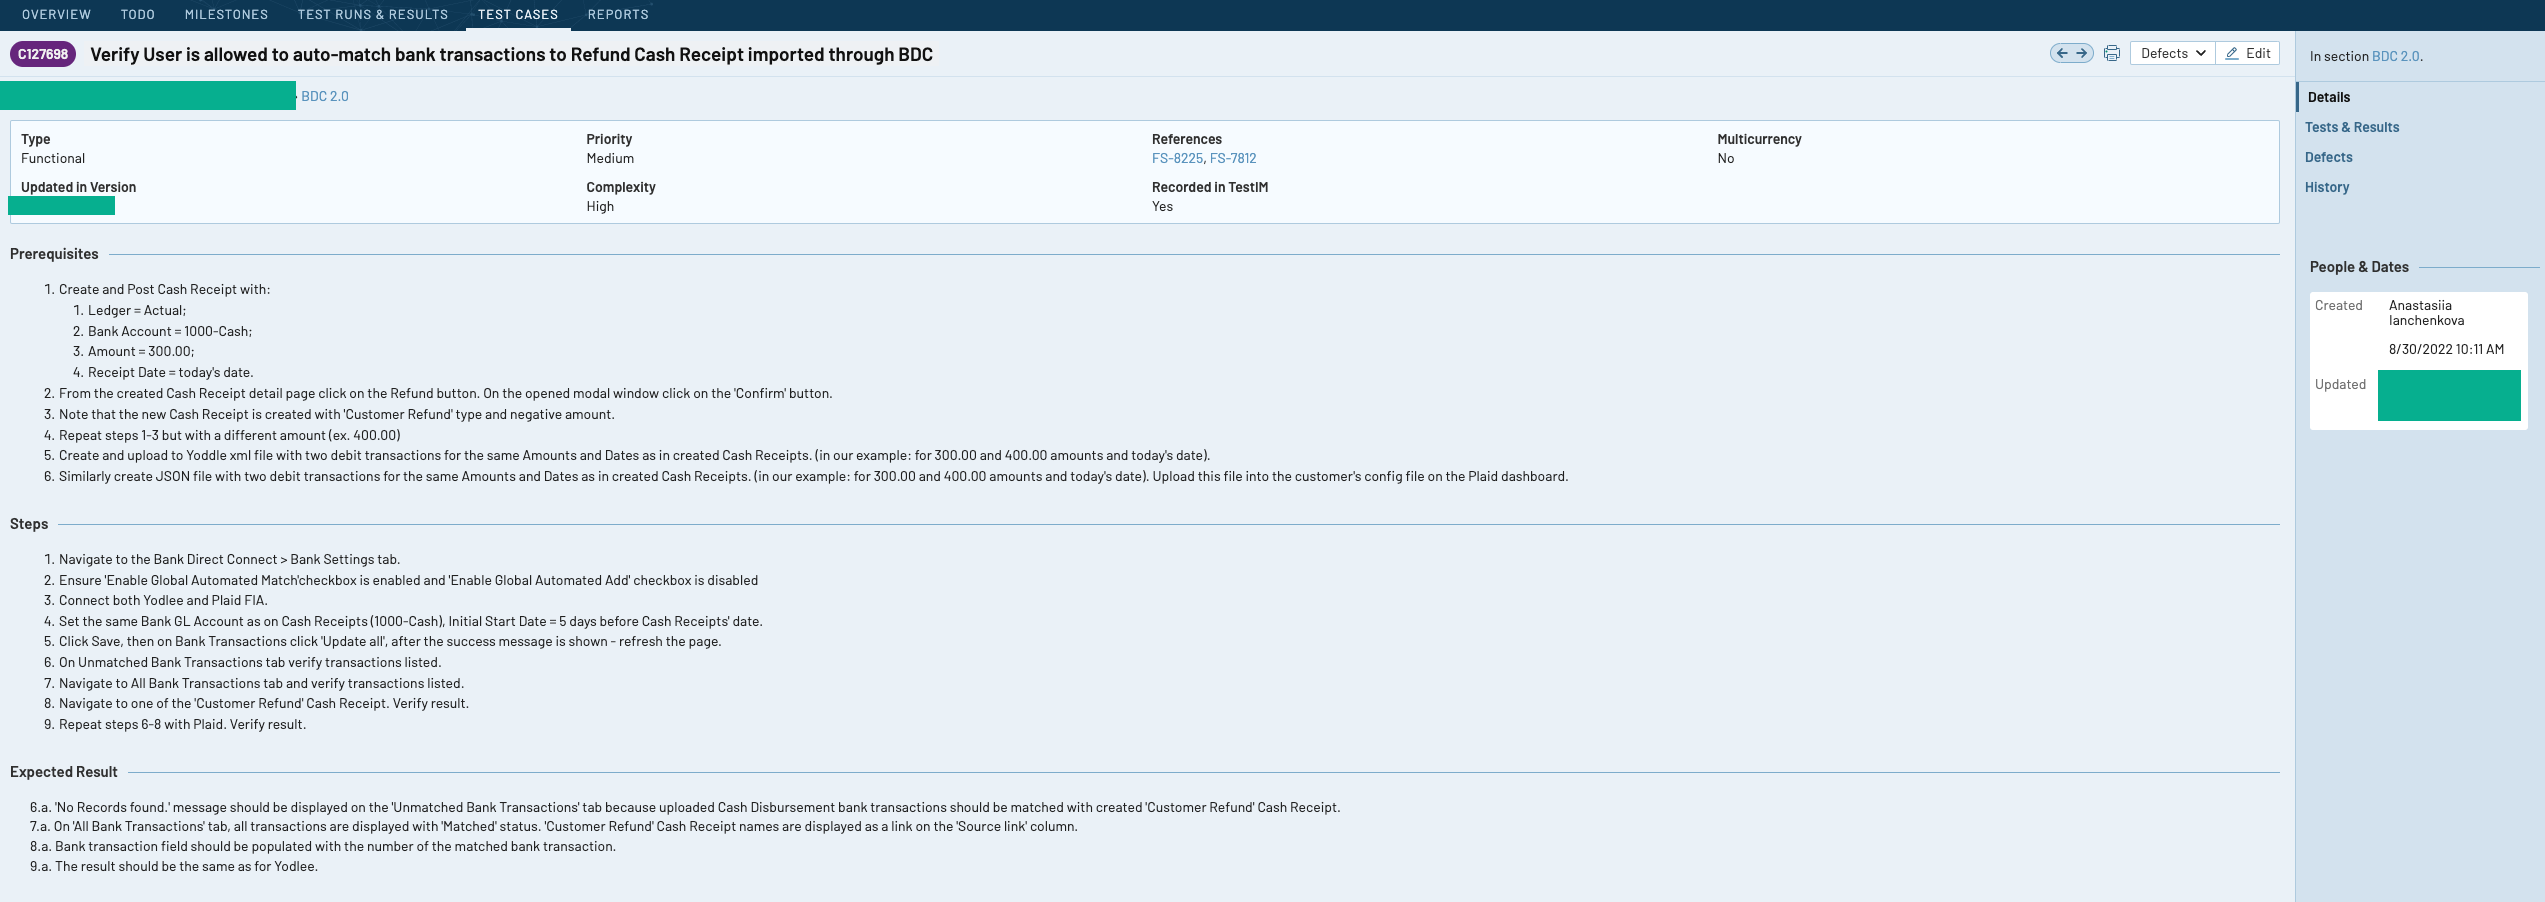 OVERVIEW TODO MILESTONES TEST RUNS & RESULTS TEST CASES REPORTS
C127698 Verify User is allowed to auto-match bank transactions to Refund Cash Receipt imported through BDC
Defects Edit
BDC 2.0
Type Priority References Multicurrency
Functional Medium FS-8225, FS-7812 No
Updated in Version Complexity Recorded in TestIM
High Yes
Prerequisites
1. Create and Post Cash Receipt with:
1. Ledger = Actual;
2. Bank Account = 1000-Cash;
3. Amount = 300.00;
4. Receipt Date = today's date.
2. From the created Cash Receipt detail page click on the Refund button. On the opened modal window click on the 'Confirm' button.
3. Note that the new Cash Receipt is created with 'Customer Refund' type and negative amount.
4. Repeat steps 1-3 but with a different amount (ex. 400.00)
5. Create and upload to Yoddle xml file with two debit transactions for the same Amounts and Dates as in created Cash Receipts. (in our example: for 300.00 and 400.00 amounts and today's date).
6. Similarly create JSON file with two debit transactions for the same Amounts and Dates as in created Cash Receipts. (in our example: for 300.00 and 400.00 amounts and today's date). Upload this file into the customer's config file on the Plaid dashboard.
Steps
1. Navigate to the Bank Direct Connect > Bank Settings tab.
2. Ensure 'Enable Global Automated Match'checkbox is enabled and 'Enable Global Automated Add' checkbox is disabled
3. Connect both Yodlee and Plaid FIA.
4. Set the same Bank GL Account as on Cash Receipts (1000-Cash), Initial Start Date = 5 days before Cash Receipts' date.
5. Click Save, then on Bank Transactions click 'Update all', after the success message is shown - refresh the page.
6. On Unmatched Bank Transactions tab verify transactions listed.
7. Navigate to All Bank Transactions tab and verify transactions listed.
8. Navigate to one of the 'Customer Refund' Cash Receipt. Verify result.
9. Repeat steps 6-8 with Plaid. Verify result.
Expected Result
6.a. 'No Records found.' message should be displayed on the 'Unmatched Bank Transactions' tab because uploaded Cash Disbursement bank transactions should be matched with created 'Customer Refund' Cash Receipt.
7.a. On 'All Bank Transactions' tab, all transactions are displayed with 'Matched' status. 'Customer Refund' Cash Receipt names are displayed as a link on the 'Source link' column.
8.a. Bank transaction field should be populated with the number of the matched bank transaction.
9.a. The result should be the same as for Yodlee.
In section BDC 2.0.
Details
Tests & Results
Defects
History
People & Dates
Created Anastasiia
Ianchenkova
8/30/2022 10:11 AM
Updated